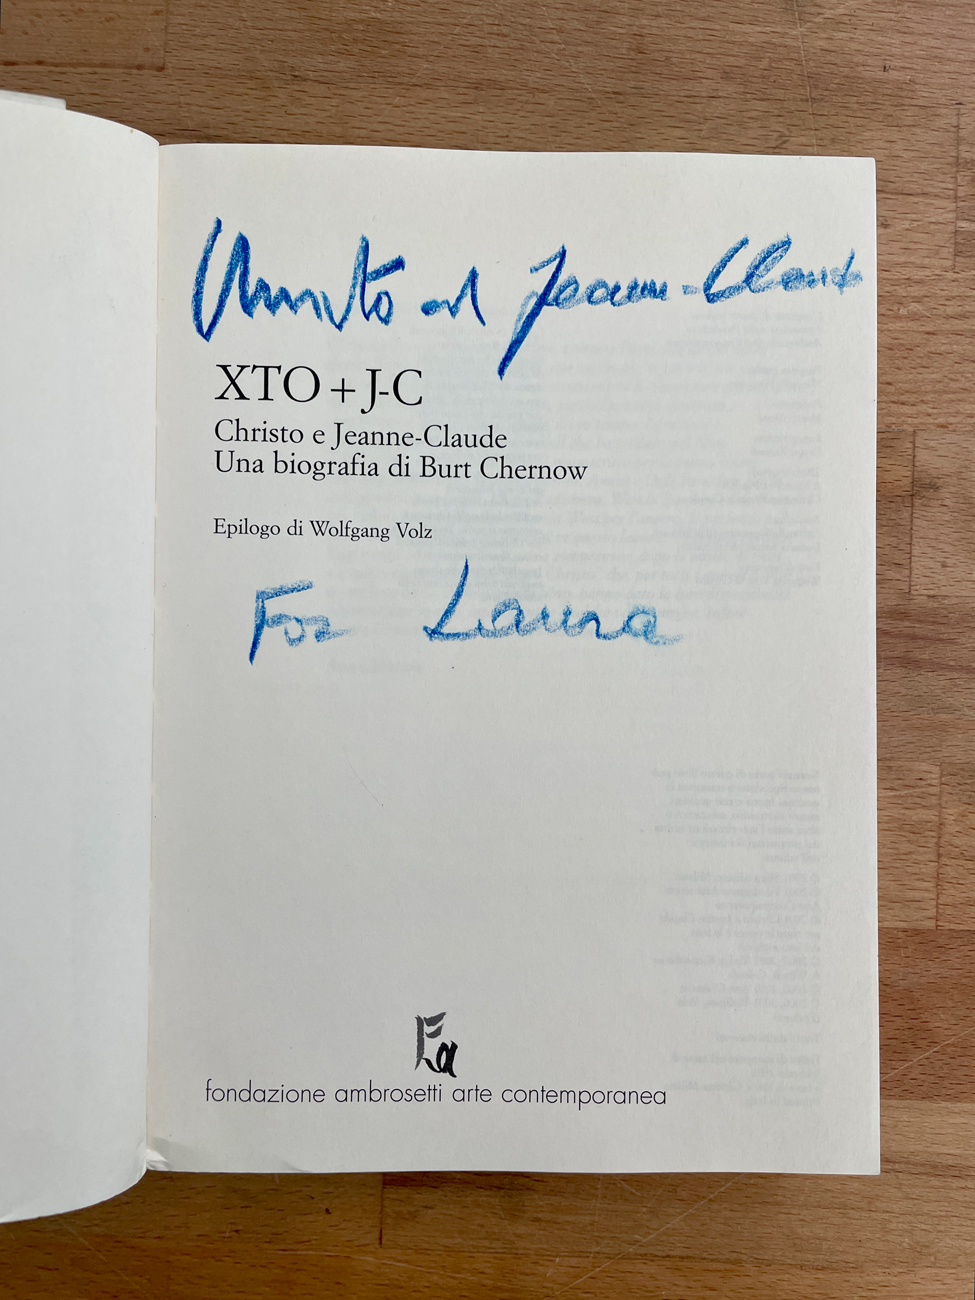 Christo and Jeanne-Claude
XTO + J-C
Christo e Jeanne-Claude
Una biografia di Burt Chernow
Epilogo di Wolfgang Volz
For Laura
Fa
fondazione ambrosetti arte contemporanea